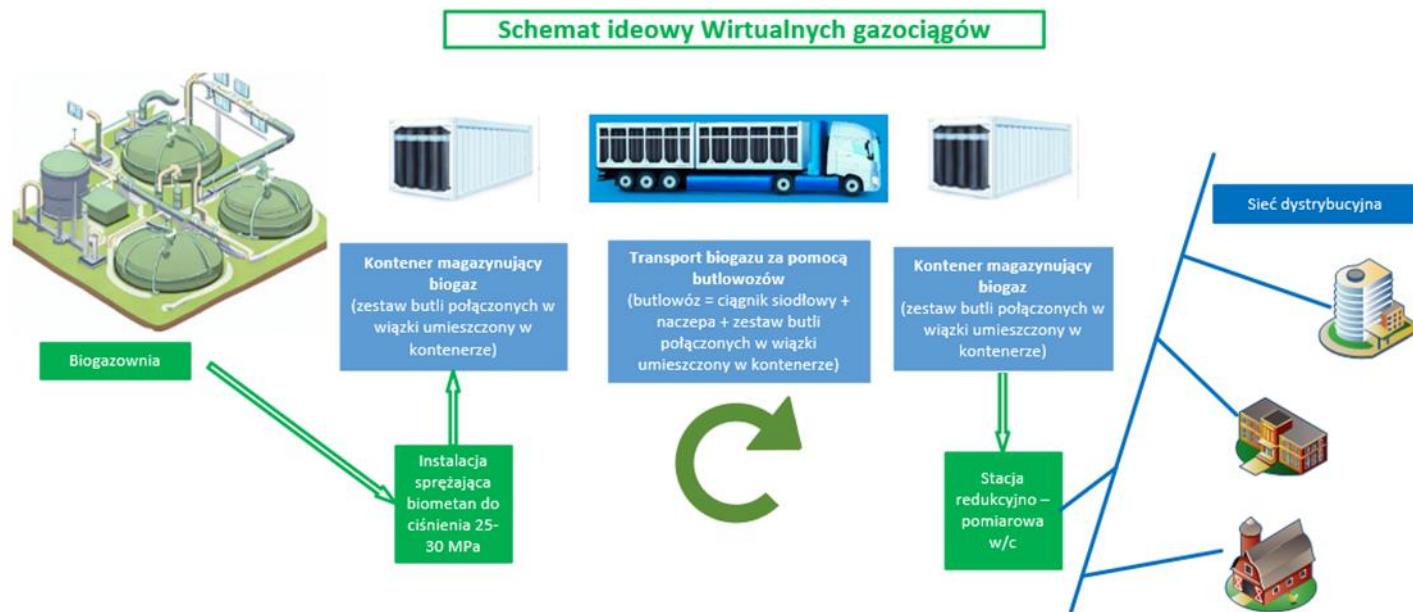 Schemat ideowy Wirtualnych gazociągów
Biogazownia
Kontener magazynujący
biogaz
(zestaw butli połączonych w
wiązki umieszczony w
kontenerze)
Instalacja
sprężająca
biometan do
ciśnienia 25-
30 MPa
Transport biogazu za pomocą
butlowozów
(butlowóz = ciągnik siodłowy +
naczepa + zestaw butli
połączonych w wiązki
umieszczony w kontenerze)
Kontener magazynujący
biogaz
(zestaw butli połączonych w
wiązki umieszczony w
kontenerze)
Stacja
redukcyjno –
pomiarowa
w/c
Sieć dystrybucyjna